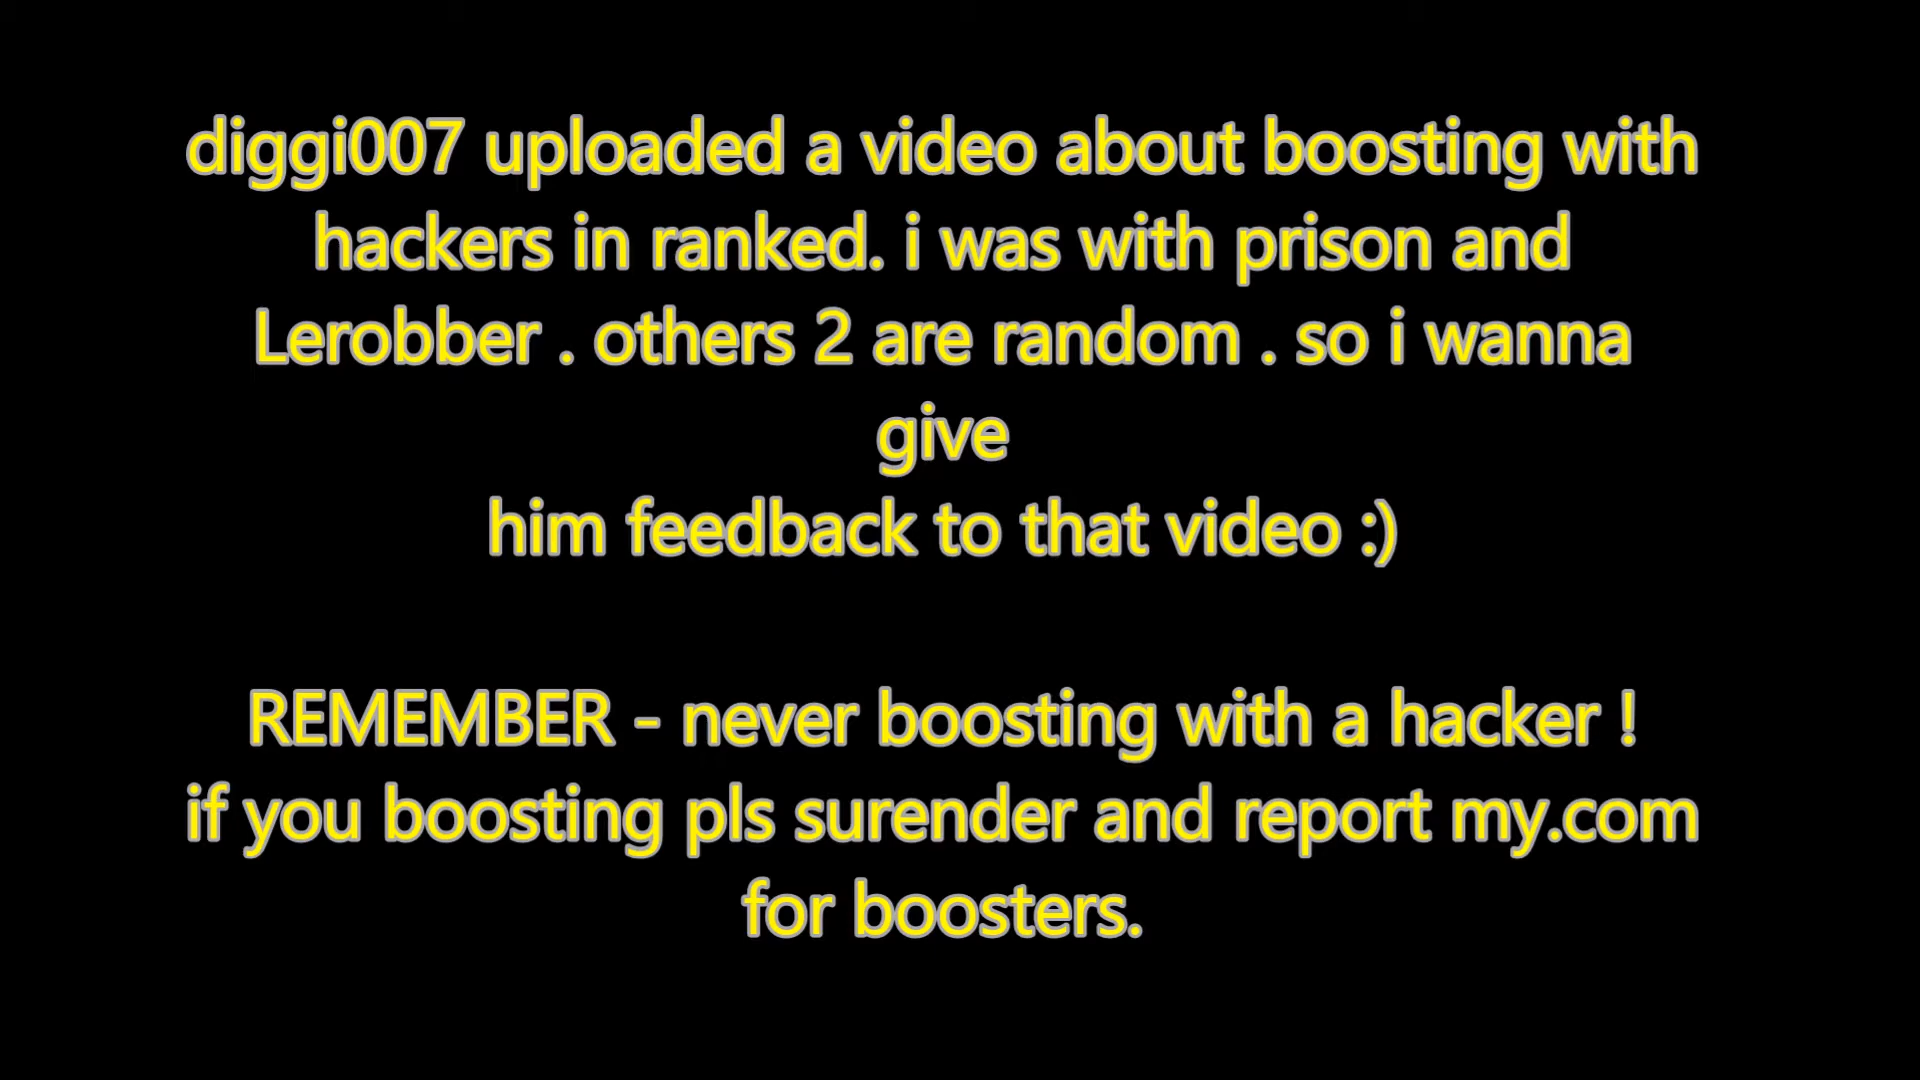 diggi007 uploaded a video about boosting with
hackers in ranked. i was with prison and
Lerobber . others 2 are random . so i wanna
give
him feedback to that video :)
REMEMBER - never boosting with a hacker !
if you boosting pls surender and report my.com
for boosters.